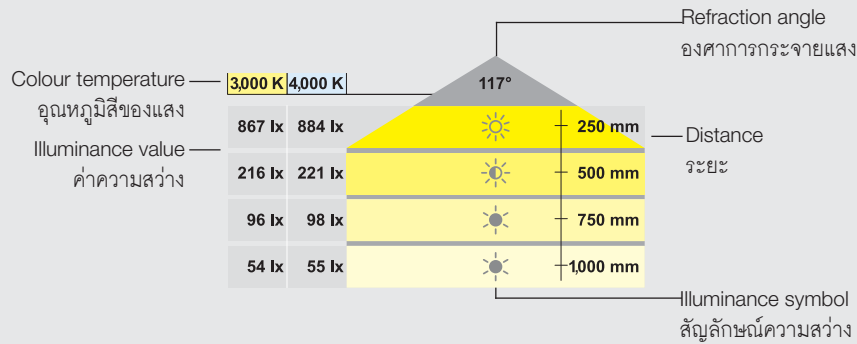 Refraction angle
องศาการกระจายแสง
Colour temperature
อุณหภูมิสีของแสง
3,000 K 4,000 K
117°
867 lx 884 lx 250 mm
Distance
ระยะ
Illuminance value
ค่าความสว่าง
216 lx 221 lx 500 mm
96 lx 98 lx 750 mm
54 lx 55 lx 1,000 mm
Illuminance symbol
สัญลักษณ์ความสว่าง